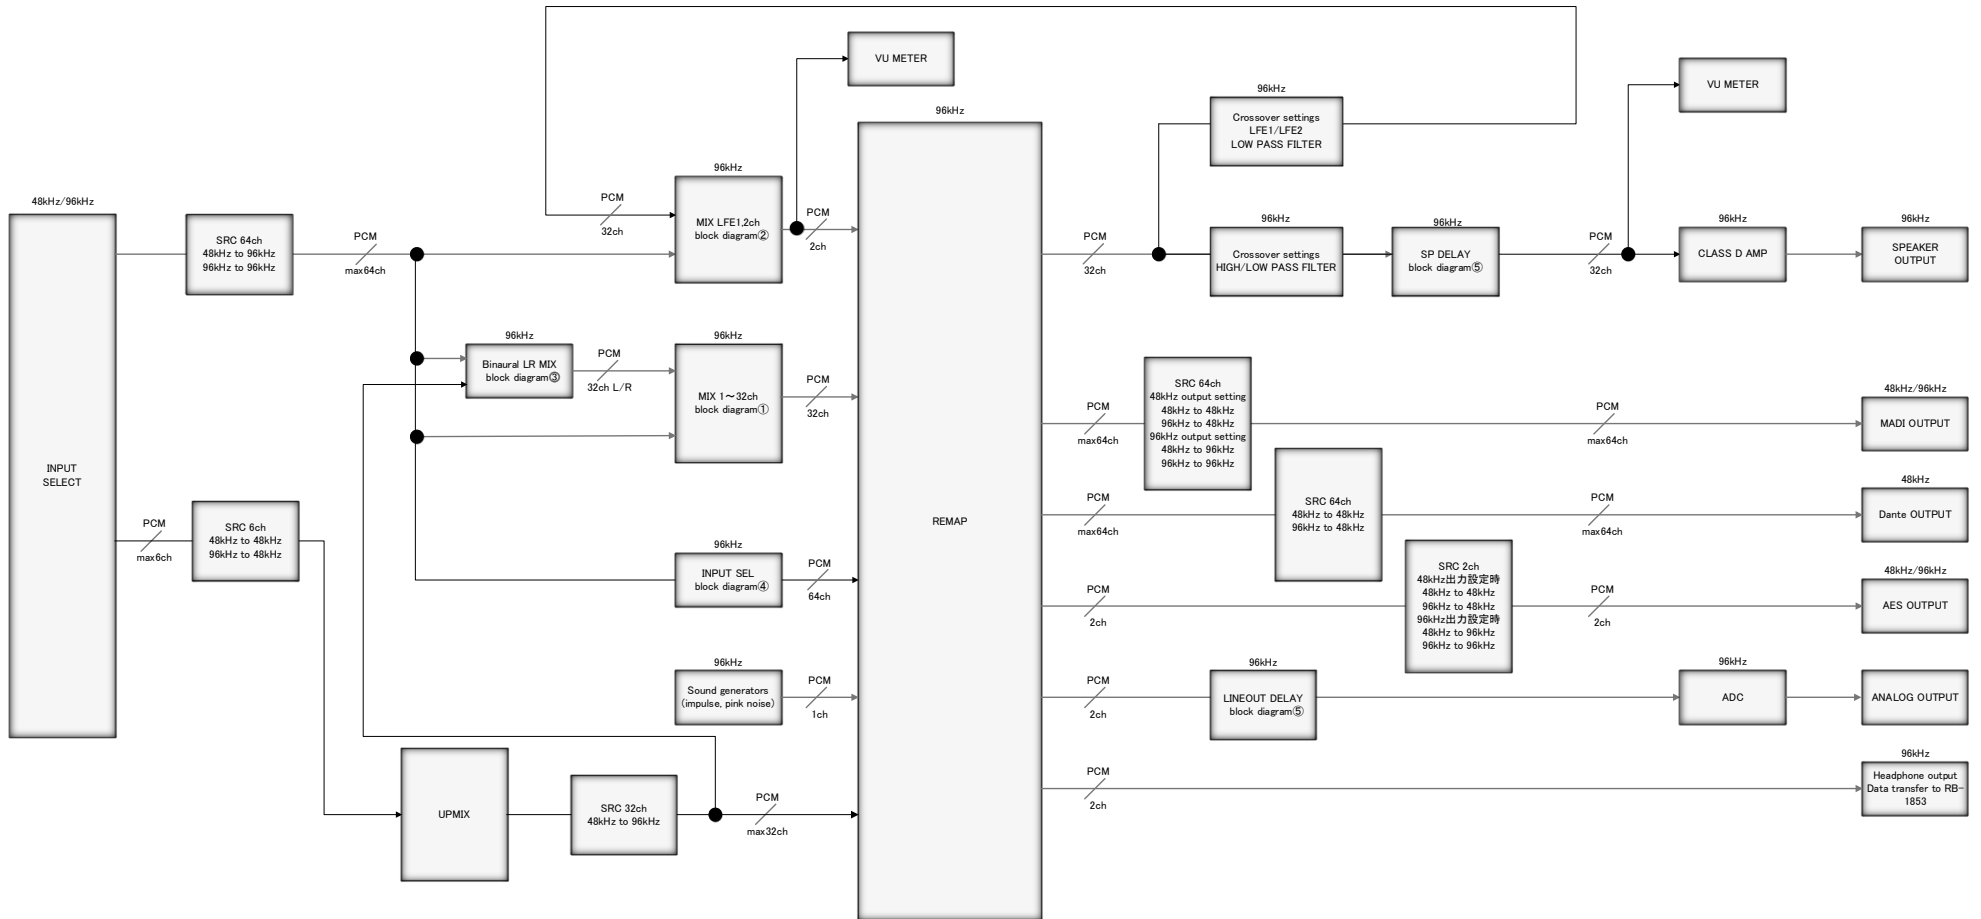 48kHz/96kHz
INPUT
SELECT
SRC 64ch
48kHz to 96kHz
96kHz to 96kHz
PCM
max64ch
PCM
max6ch
SRC 6ch
48kHz to 48kHz
96kHz to 48kHz
UPMIX
SRC 32ch
48kHz to 96kHz
PCM
max32ch
96kHz
Binaural LR MIX
block diagram③
PCM
32ch L/R
PCM
32ch
96kHz
MIX LFE1,2ch
block diagram②
PCM
2ch
VU METER
96kHz
MIX 1～32ch
block diagram①
PCM
32ch
96kHz
INPUT SEL
block diagram④
PCM
64ch
96kHz
Sound generators
(impulse, pink noise)
PCM
1ch
96kHz
REMAP
96kHz
Crossover settings
LFE1/LFE2
LOW PASS FILTER
PCM
32ch
96kHz
Crossover settings
HIGH/LOW PASS FILTER
96kHz
SP DELAY
block diagram⑤
PCM
32ch
VU METER
96kHz
CLASS D AMP
96kHz
SPEAKER
OUTPUT
PCM
max64ch
SRC 64ch
48kHz output setting
48kHz to 48kHz
96kHz to 48kHz
96kHz output setting
48kHz to 96kHz
96kHz to 96kHz
PCM
max64ch
48kHz/96kHz
MADI OUTPUT
PCM
max64ch
SRC 64ch
48kHz to 48kHz
96kHz to 48kHz
PCM
max64ch
48kHz
Dante OUTPUT
PCM
2ch
SRC 2ch
48kHz出力設定時
48kHz to 48kHz
96kHz to 48kHz
96kHz出力設定時
48kHz to 96kHz
96kHz to 96kHz
PCM
2ch
48kHz/96kHz
AES OUTPUT
PCM
2ch
96kHz
LINEOUT DELAY
block diagram⑤
96kHz
ADC
ANALOG OUTPUT
PCM
2ch
96kHz
Headphone output
Data transfer to RB-
1853